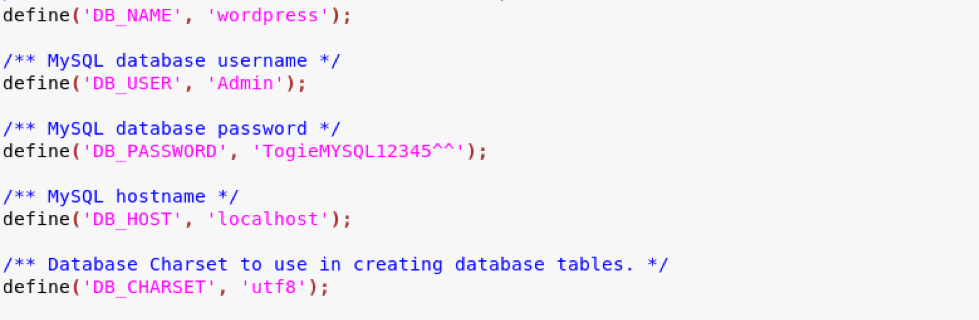 define('DB_NAME', 'wordpress');
/** MySQL database username */
define('DB_USER', 'Admin');
/** MySQL database password */
define('DB_PASSWORD', 'TogieMYSQL12345^^');
/** MySQL hostname */
define('DB_HOST', 'localhost');
/** Database Charset to use in creating database tables. */
define('DB_CHARSET', 'utf8');